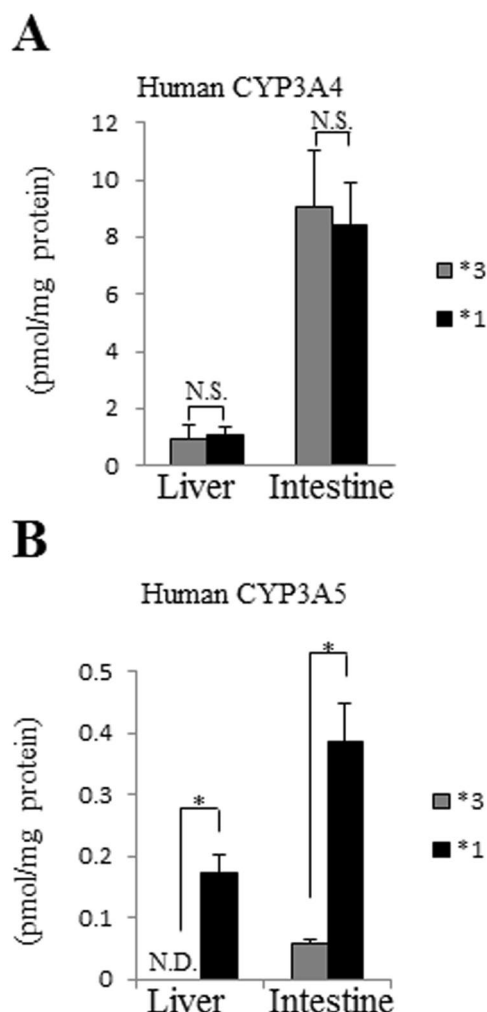 A
Human CYP3A4
(pmol/mg protein)
12
10
8
6
4
2
0
N.S.
N.S.
Liver Intestine
*3
*1
B
Human CYP3A5
(pmol/mg protein)
0.5
0.4
0.3
0.2
0.1
0
*
*
N.D.
Liver Intestine
*3
*1